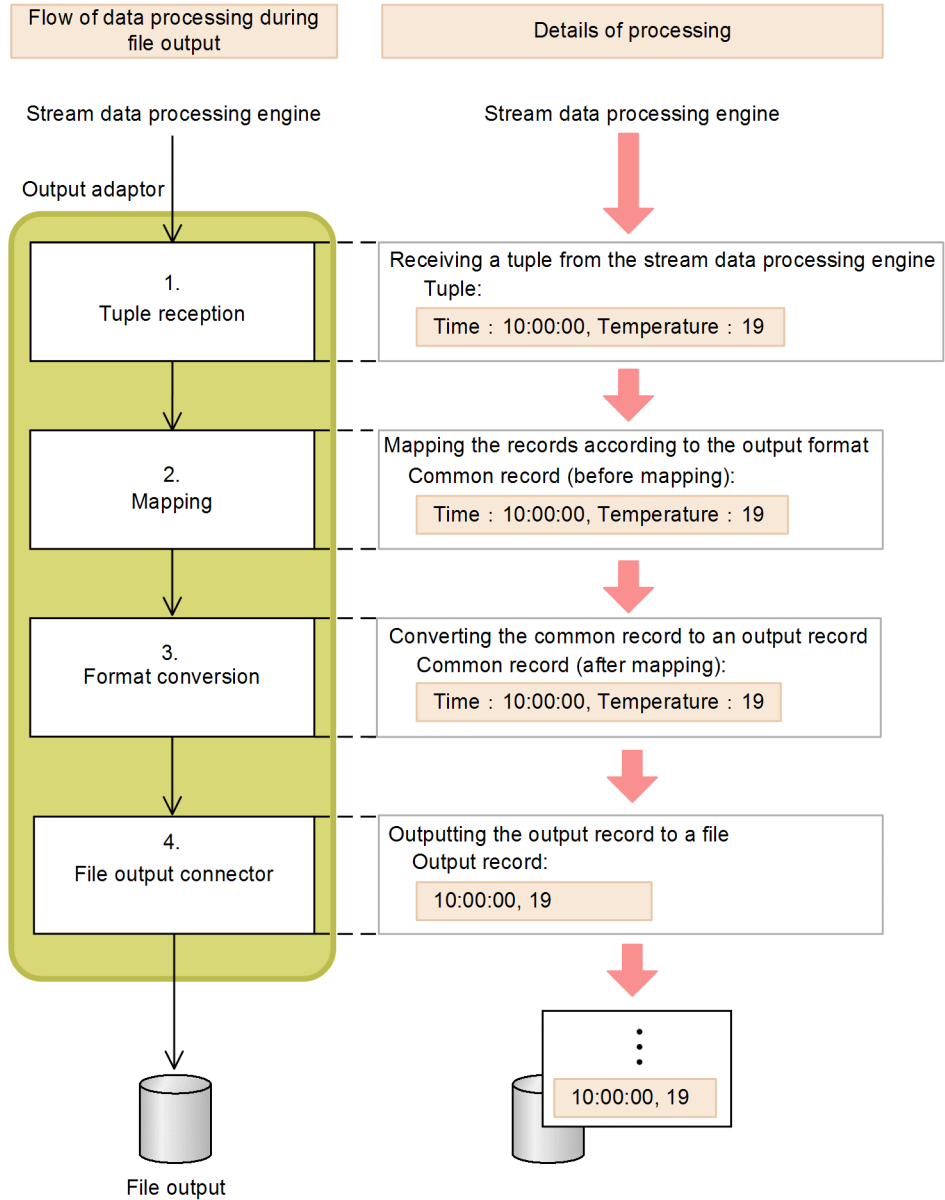 Flow of data processing during
file output
Details of processing
Stream data processing engine
Stream data processing engine
Output adaptor
1.
Tuple reception
Receiving a tuple from the stream data processing engine
Tuple:
Time : 10:00:00, Temperature : 19
2.
Mapping
Mapping the records according to the output format
Common record (before mapping):
Time : 10:00:00, Temperature : 19
3.
Format conversion
Converting the common record to an output record
Common record (after mapping):
Time : 10:00:00, Temperature : 19
4.
File output connector
Outputting the output record to a file
Output record:
10:00:00, 19
10:00:00, 19
File output